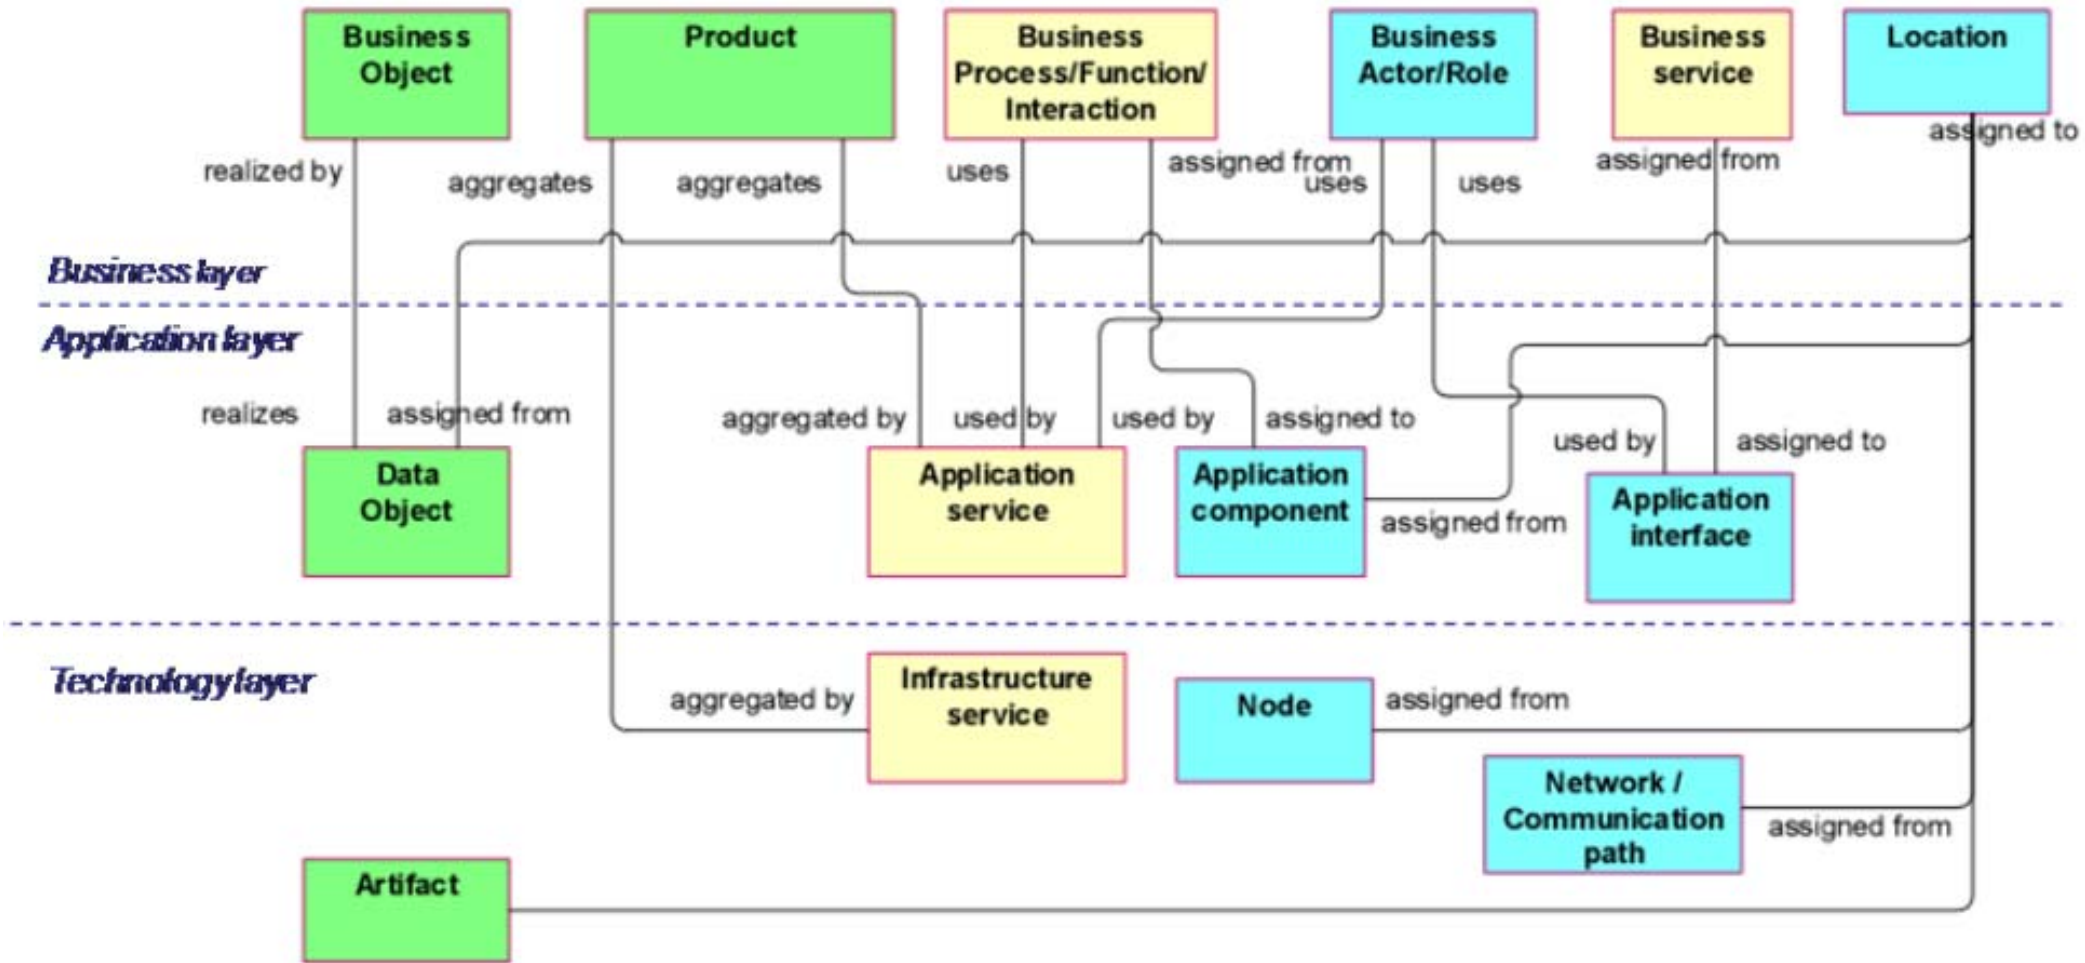 Business
Object
Product
Business
Process/Function/
Interaction
Business
Actor/Role
Business
service
Location
assigned to
realized by
aggregates
aggregates
uses
assigned from
uses
uses
assigned from
Business layer
Application layer
realizes
assigned from
aggregated by
used by
used by
assigned to
used by
assigned to
Data
Object
Application
service
Application
component
assigned from
Application
interface
Technology layer
aggregated by
Infrastructure
service
Node
assigned from
Network /
Communication
path
assigned from
Artifact